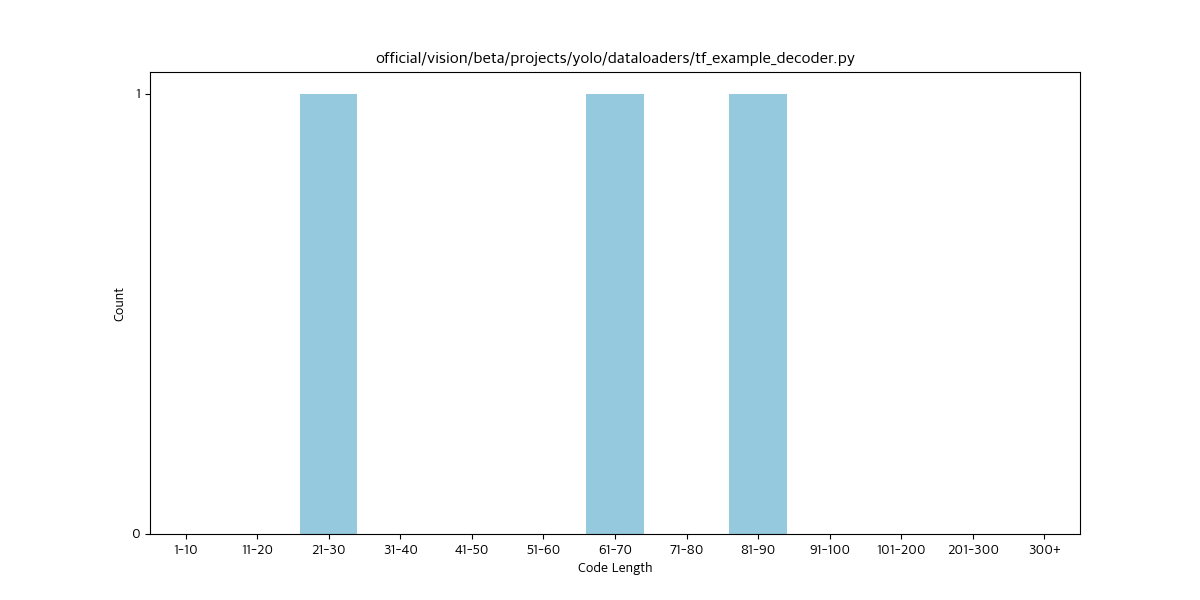 official/vision/beta/projects/yolo/dataloaders/tf_example_decoder.py
1
Count
0
1-10 11-20 21-30 31-40 41-50 51-60 61-70 71-80 81-90 91-100 101-200 201-300 300+
Code Length